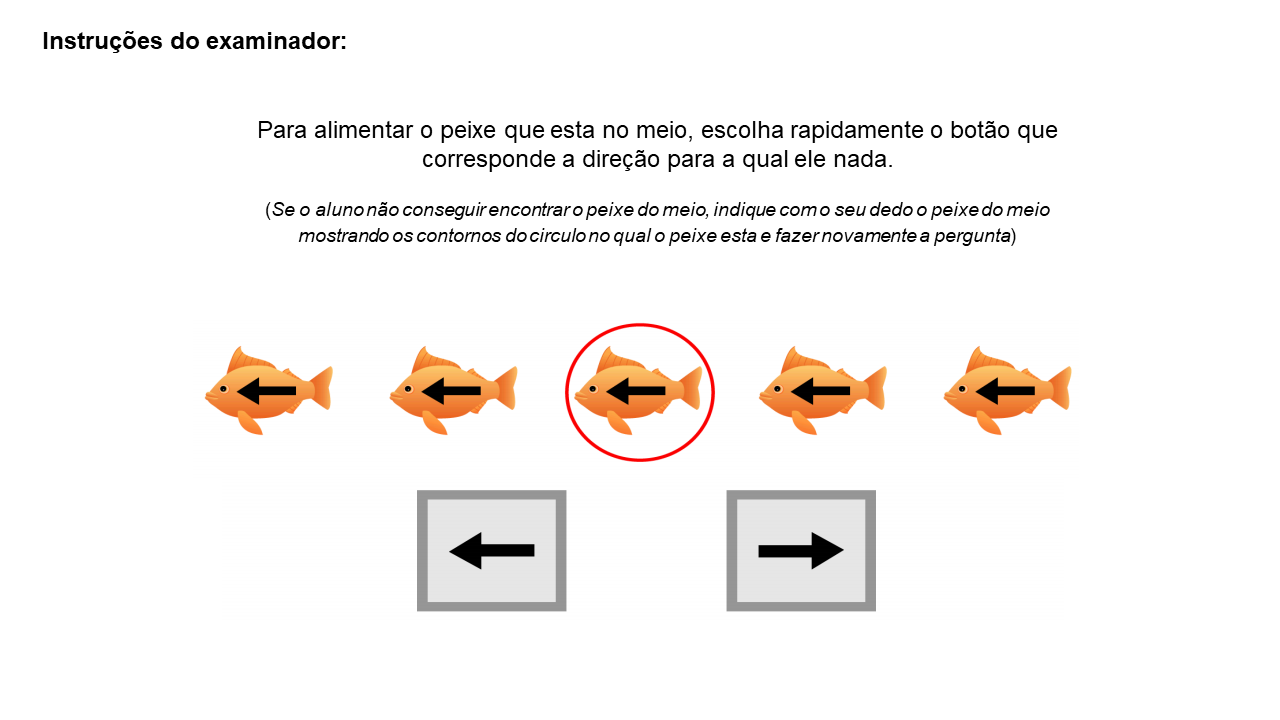 Instruções do examinador:
Para alimentar o peixe que esta no meio, escolha rapidamente o botão que
corresponde a direção para a qual ele nada.
(Se o aluno não conseguir encontrar o peixe do meio, indique com o seu dedo o peixe do meio
mostrando os contornos do circulo no qual o peixe esta e fazer novamente a pergunta)